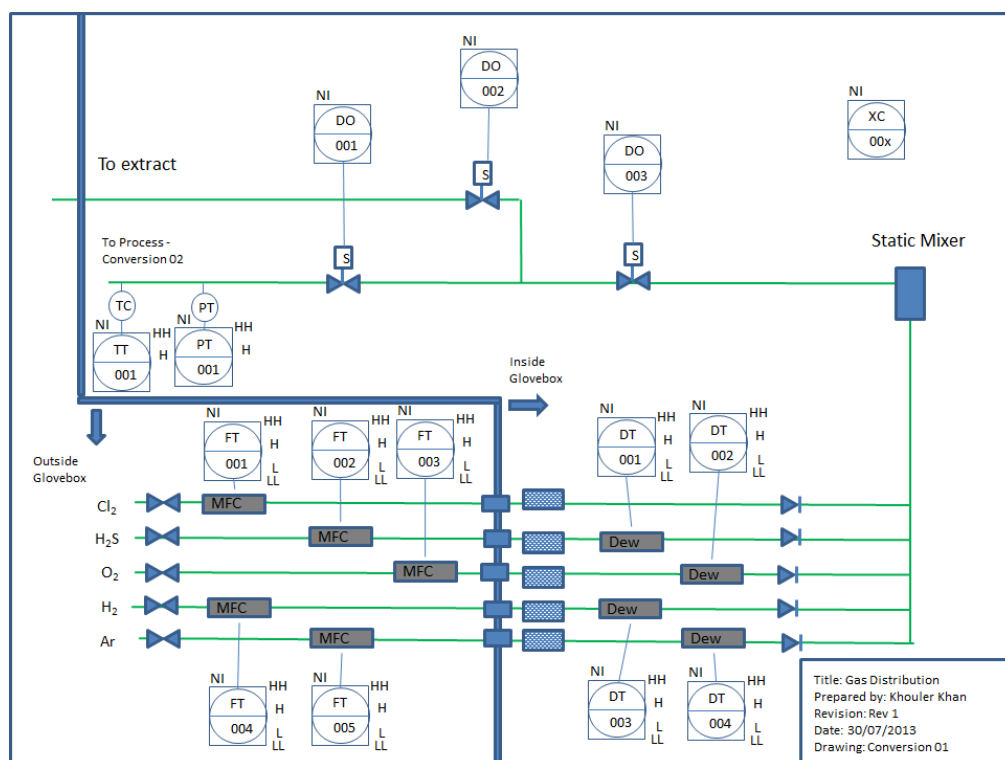 NI
DO
002
NI
DO
001
NI
DO
003
NI
XC
00x
To extract
S
S
S
To Process -
Conversion 02
Static Mixer
TC
PT
NI
TT
001
HH
H
NI
PT
001
HH
H
Inside
Glovebox
Outside
Glovebox
NI
FT
001
HH
H
L
LL
NI
FT
002
HH
H
L
LL
NI
FT
003
HH
H
L
LL
NI
DT
001
HH
H
L
LL
NI
DT
002
HH
H
L
LL
Cl2
MFC
H2S
MFC
Dew
O2
MFC
Dew
H2
MFC
Dew
Ar
MFC
Dew
NI
FT
004
HH
H
L
LL
NI
FT
005
HH
H
L
LL
NI
DT
003
HH
H
L
LL
NI
DT
004
HH
H
L
LL
Title: Gas Distribution
Prepared by: Khouler Khan
Revision: Rev 1
Date: 30/07/2013
Drawing: Conversion 01